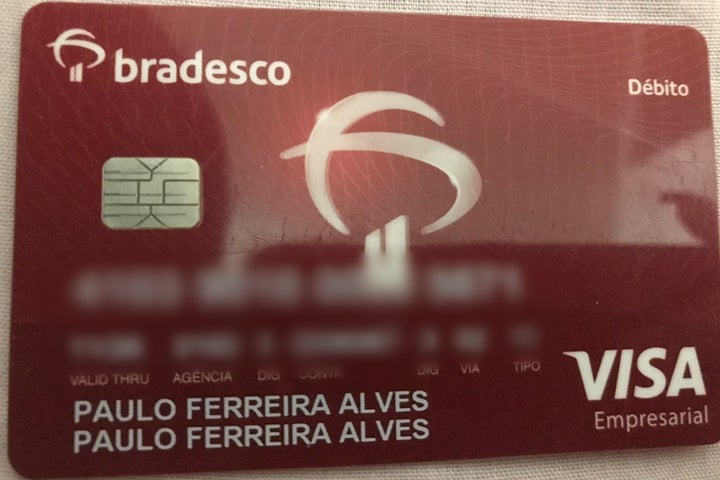 bradesco
Débito
VALID THRU AGÊNCIA DIG CONTA DIG VIA TIPO
PAULO FERREIRA ALVES
PAULO FERREIRA ALVES
VISA
Empresarial